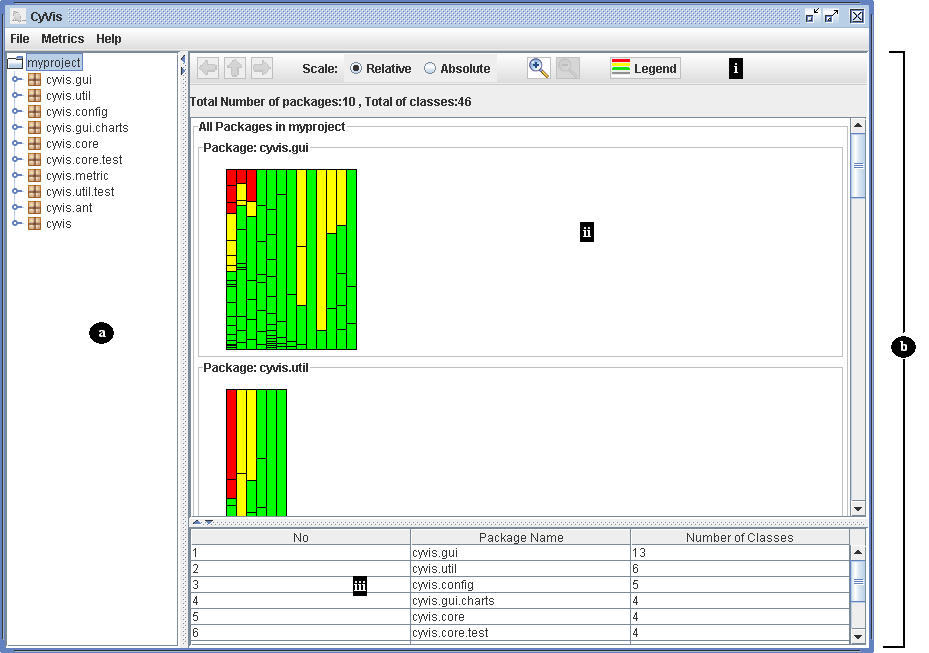 CyVis
File Metrics Help
myproject
cyvis.gui
cyvis.util
cyvis.config
cyvis.gui.charts
cyvis.core
cyvis.core.test
cyvis.metric
cyvis.util.test
cyvis.ant
cyvis
a
Scale: Relative Absolute Legend i
Total Number of packages:10 , Total of classes:46
All Packages in myproject
Package: cyvis.gui
ii
Package: cyvis.util
b
No Package Name Number of Classes
1 cyvis.gui 13
2 cyvis.util 6
3 cyvis.config 5
iii
4 cyvis.gui.charts 4
5 cyvis.core 4
6 cyvis.core.test 4